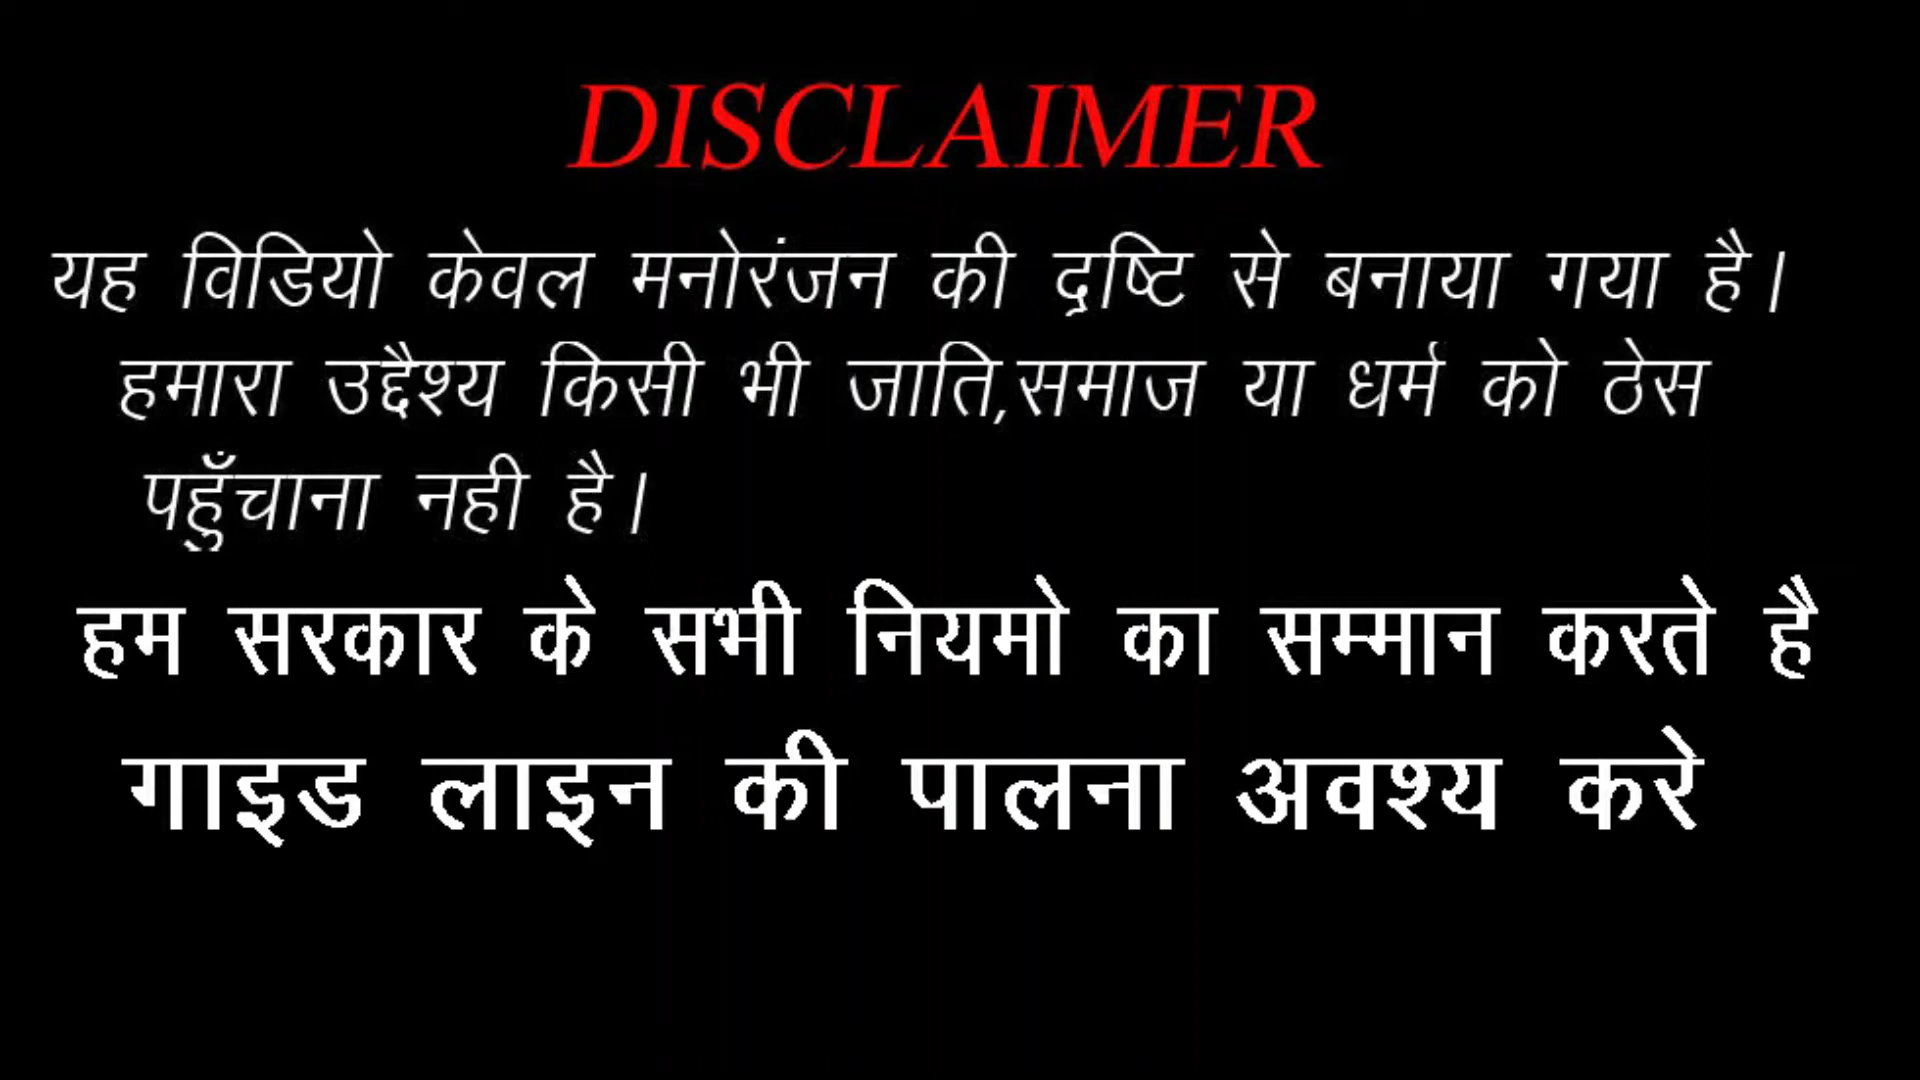 DISCLAIMER
यह विडियो केवल मनोरंजन की द्रष्टि से बनाया गया है।
हमारा उद्दैश्य किसी भी जाति,समाज या धर्म को ठेस
पहुँचाना नही है।
हम सरकार के सभी नियमो का सम्मान करते है
गाइड लाइन की पालना अवश्य करे